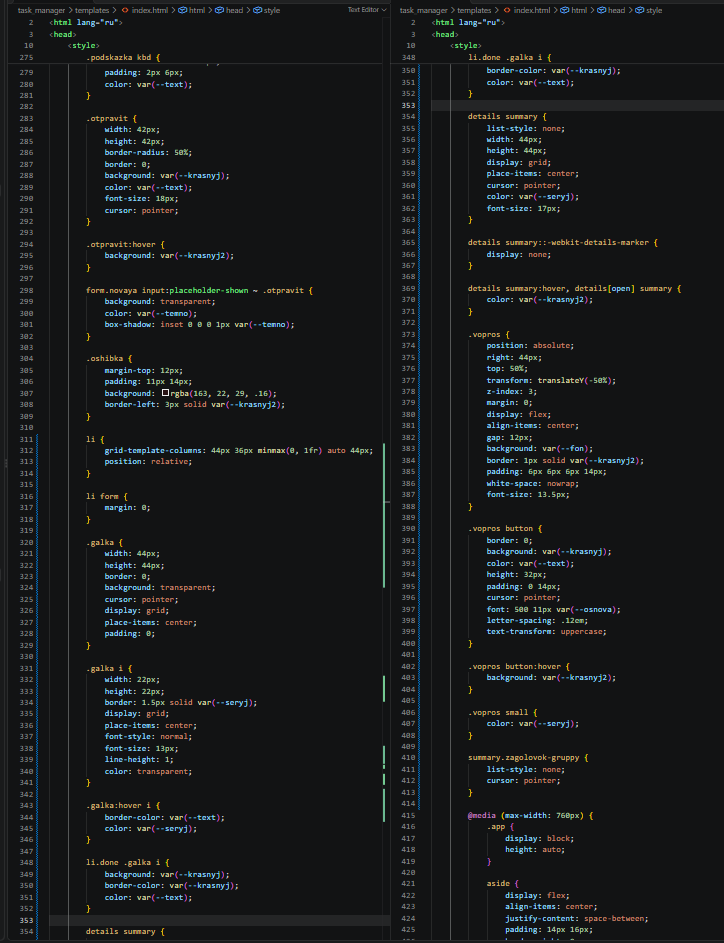 task_manager > templates > <> index.html > html > head > style
Text Editor
2 <html lang="ru">
3 <head>
10 <style>
275 .podskazka kbd {
279 padding: 2px 6px;
280 color: var(--text);
281 }
282
283 .otpravit {
284 width: 42px;
285 height: 42px;
286 border-radius: 50%;
287 border: 0;
288 background: var(--krasnyj);
289 color: var(--text);
290 font-size: 18px;
291 cursor: pointer;
292 }
293
294 .otpravit:hover {
295 background: var(--krasnyj2);
296 }
297
298 form.novaya input:placeholder-shown ~ .otpravit {
299 background: transparent;
300 color: var(--temno);
301 box-shadow: inset 0 0 0 1px var(--temno);
302 }
303
304 .oshibka {
305 margin-top: 12px;
306 padding: 11px 14px;
307 background: rgba(163, 22, 29, .16);
308 border-left: 3px solid var(--krasnyj2);
309 }
310
311 li {
312 grid-template-columns: 44px 36px minmax(0, 1fr) auto 44px;
313 position: relative;
314 }
315
316 li form {
317 margin: 0;
318 }
319
320 .galka {
321 width: 44px;
322 height: 44px;
323 border: 0;
324 background: transparent;
325 cursor: pointer;
326 display: grid;
327 place-items: center;
328 padding: 0;
329 }
330
331 .galka i {
332 width: 22px;
333 height: 22px;
334 border: 1.5px solid var(--seryj);
335 display: grid;
336 place-items: center;
337 font-style: normal;
338 font-size: 13px;
339 line-height: 1;
340 color: transparent;
341 }
342
343 .galka:hover i {
344 border-color: var(--text);
345 color: var(--seryj);
346 }
347
348 li.done .galka i {
349 background: var(--krasnyj);
350 border-color: var(--krasnyj);
351 color: var(--text);
352 }
353
354 details summary {
task_manager > templates > <> index.html > html > head > style
2 <html lang="ru">
3 <head>
10 <style>
348 li.done .galka i {
350 border-color: var(--krasnyj);
351 color: var(--text);
352 }
353
354 details summary {
355 list-style: none;
356 width: 44px;
357 height: 44px;
358 display: grid;
359 place-items: center;
360 cursor: pointer;
361 color: var(--seryj);
362 font-size: 17px;
363 }
364
365 details summary::-webkit-details-marker {
366 display: none;
367 }
368
369 details summary:hover, details[open] summary {
370 color: var(--krasnyj2);
371 }
372
373 .vopros {
374 position: absolute;
375 right: 44px;
376 top: 50%;
377 transform: translateY(-50%);
378 z-index: 3;
379 margin: 0;
380 display: flex;
381 align-items: center;
382 gap: 12px;
383 background: var(--fon);
384 border: 1px solid var(--krasnyj2);
385 padding: 6px 6px 6px 14px;
386 white-space: nowrap;
387 font-size: 13.5px;
388 }
389
390 .vopros button {
391 border: 0;
392 background: var(--krasnyj);
393 color: var(--text);
394 height: 32px;
395 padding: 0 14px;
396 cursor: pointer;
397 font: 500 11px var(--osnova);
398 letter-spacing: .12em;
399 text-transform: uppercase;
400 }
401
402 .vopros button:hover {
403 background: var(--krasnyj2);
404 }
405
406 .vopros small {
407 color: var(--seryj);
408 }
409
410 summary.zagolovok-gruppy {
411 list-style: none;
412 cursor: pointer;
413 }
414
415 @media (max-width: 760px) {
416 .app {
417 display: block;
418 height: auto;
419 }
420
421 aside {
422 display: flex;
423 align-items: center;
424 justify-content: space-between;
425 padding: 14px 16px;